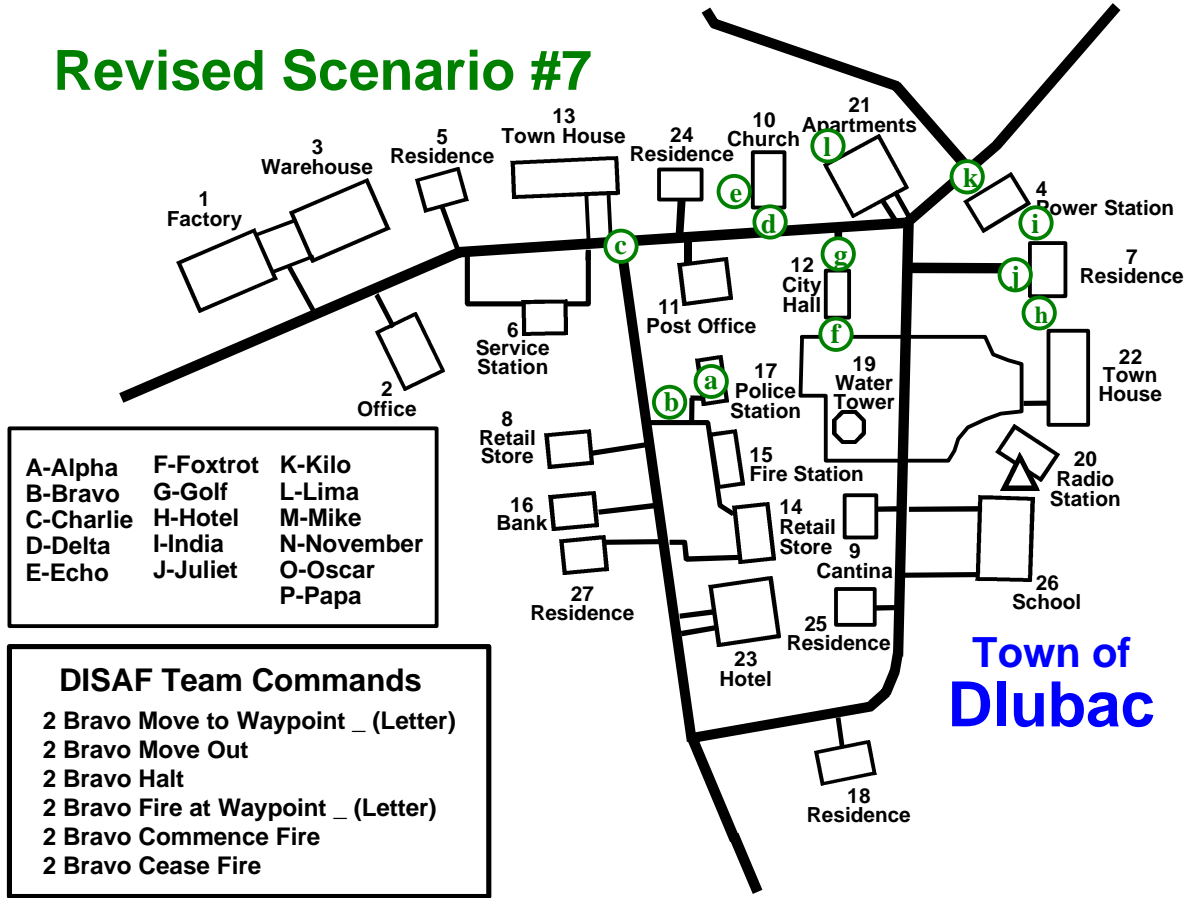 Revised Scenario #7
13
Town House
5
Residence
3
Warehouse
1
Factory
24
Residence
10
Church
21
Apartments
l
e
d
k
4
Power Station
i
c
g
j
7
Residence
h
12
City
Hall
f
11
Post Office
6
Service
Station
2
Office
a
b
17
Police
Station
19
Water
Tower
22
Town
House
8
Retail
Store
15
Fire Station
20
Radio
Station
16
Bank
14
Retail
Store
9
Cantina
26
School
27
Residence
25
Residence
23
Hotel
18
Residence
A-Alpha F-Foxtrot K-Kilo
B-Bravo G-Golf L-Lima
C-Charlie H-Hotel M-Mike
D-Delta I-India N-November
E-Echo J-Juliet O-Oscar
P-Papa
DISAF Team Commands
2 Bravo Move to Waypoint _ (Letter)
2 Bravo Move Out
2 Bravo Halt
2 Bravo Fire at Waypoint _ (Letter)
2 Bravo Commence Fire
2 Bravo Cease Fire
Town of
Dlubac